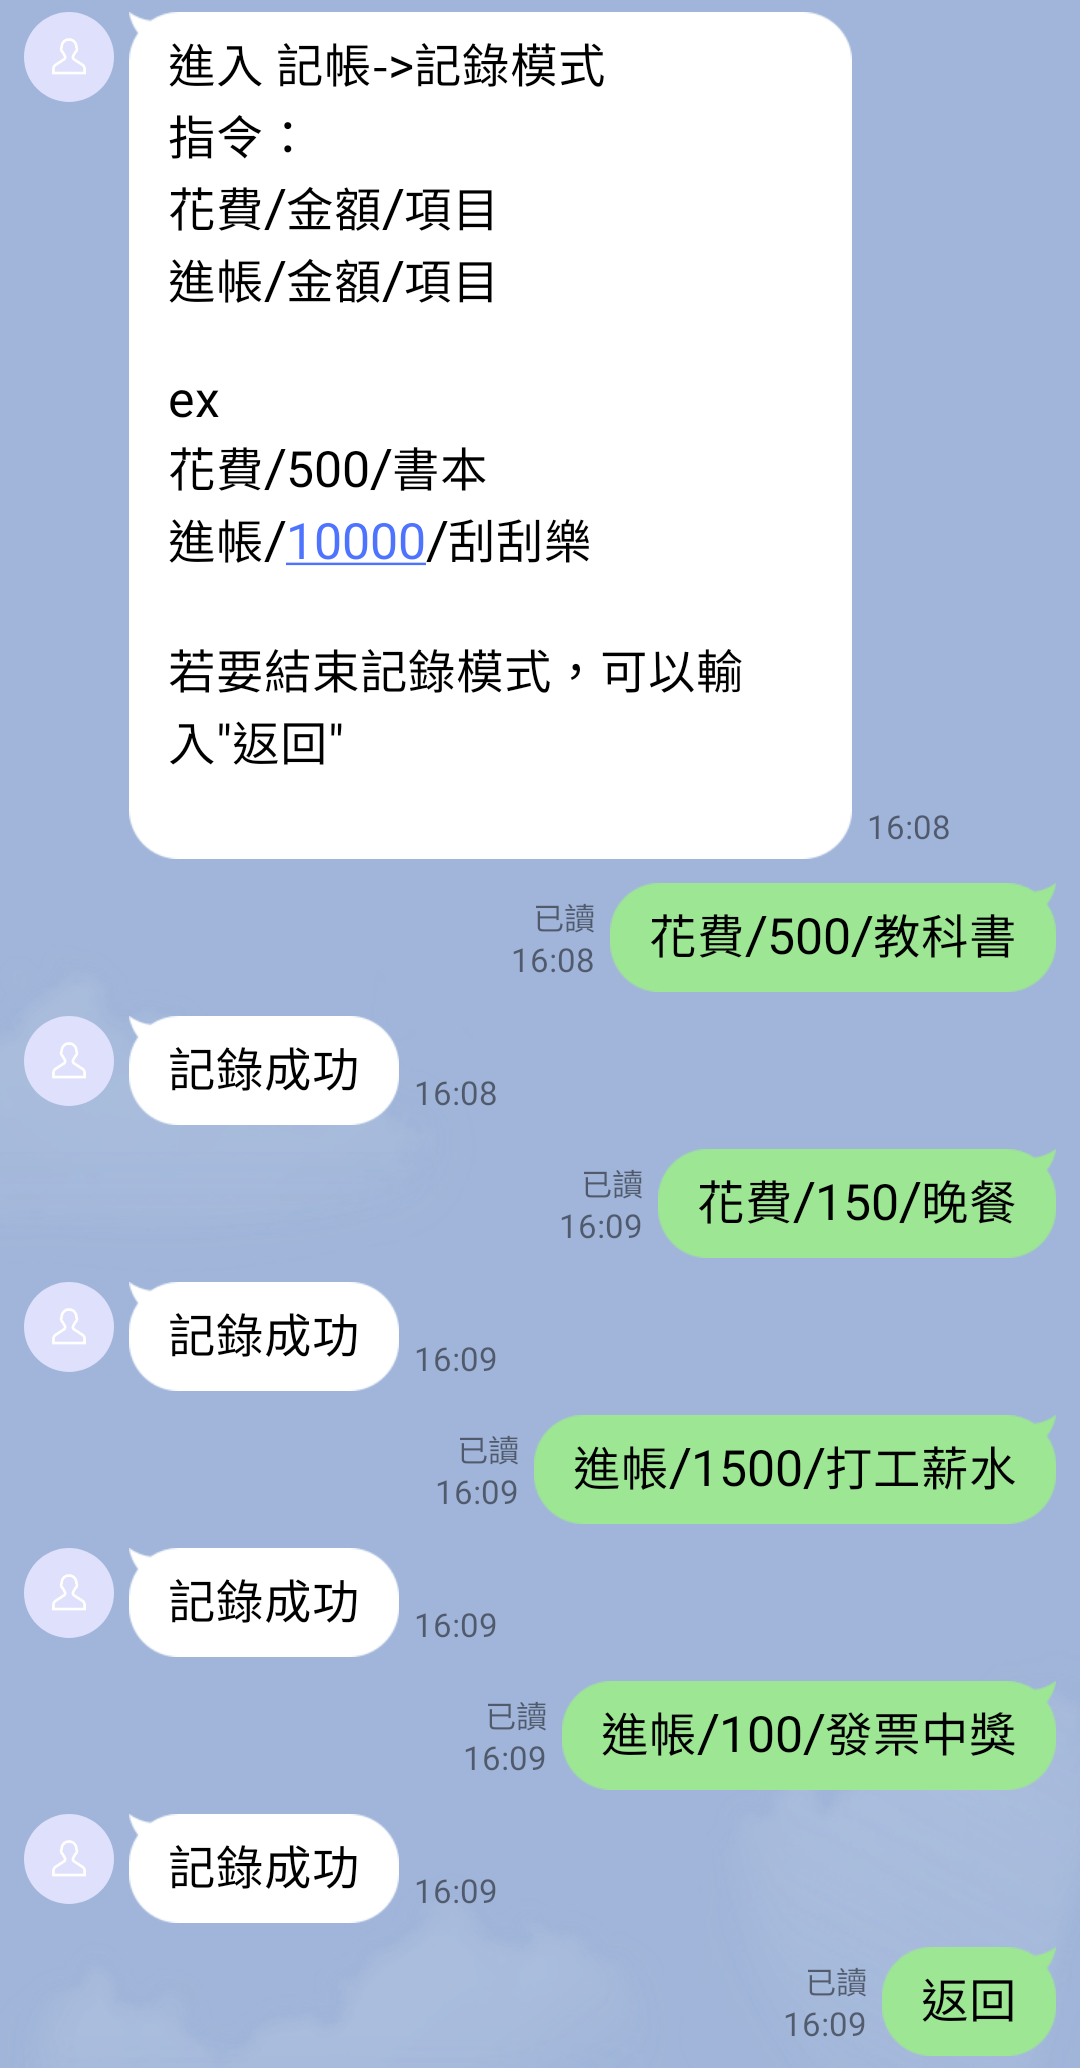 進入 記帳->記錄模式
指令：
花費/金額/項目
進帳/金額/項目
ex
花費/500/書本
進帳/10000/刮刮樂
若要結束記錄模式，可以輸
入"返回"
16:08
已讀
16:08
花費/500/教科書
記錄成功
16:08
已讀
16:09
花費/150/晚餐
記錄成功
16:09
已讀
16:09
進帳/1500/打工薪水
記錄成功
16:09
已讀
16:09
進帳/100/發票中獎
記錄成功
16:09
已讀
16:09
返回